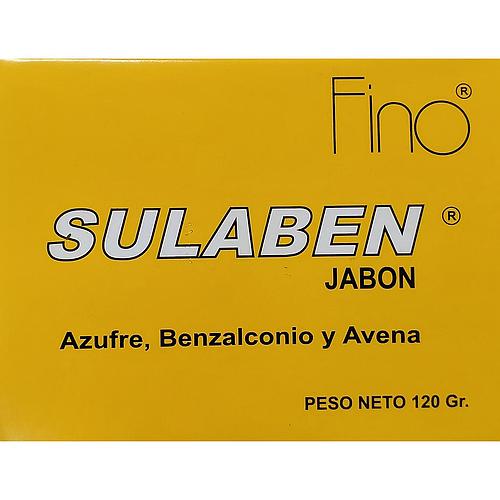 Fino®
SULABEN ®
JABON
Azufre, Benzalconio y Avena
PESO NETO 120 Gr.